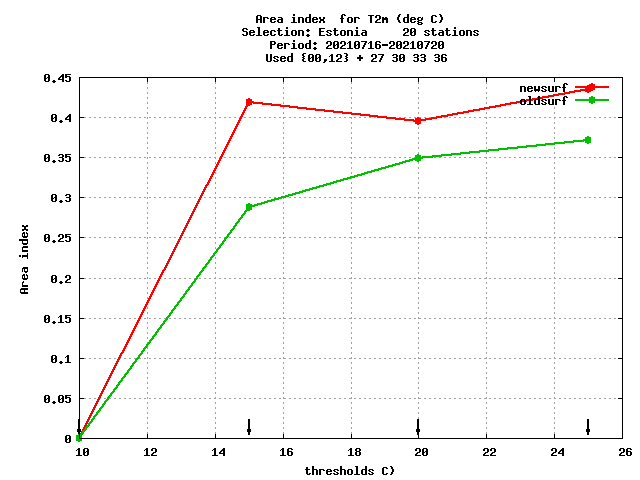 Area index  for T2m (deg C)
Selection: Estonia     20 stations
Period: 20210716-20210720
Used {00,12} + 27 30 33 36
0.45
0.4
0.35
0.3
0.25
0.2
0.15
0.1
0.05
0
Area index
newsurf
oldsurf
10 12 14 16 18 20 22 24 26
thresholds C)